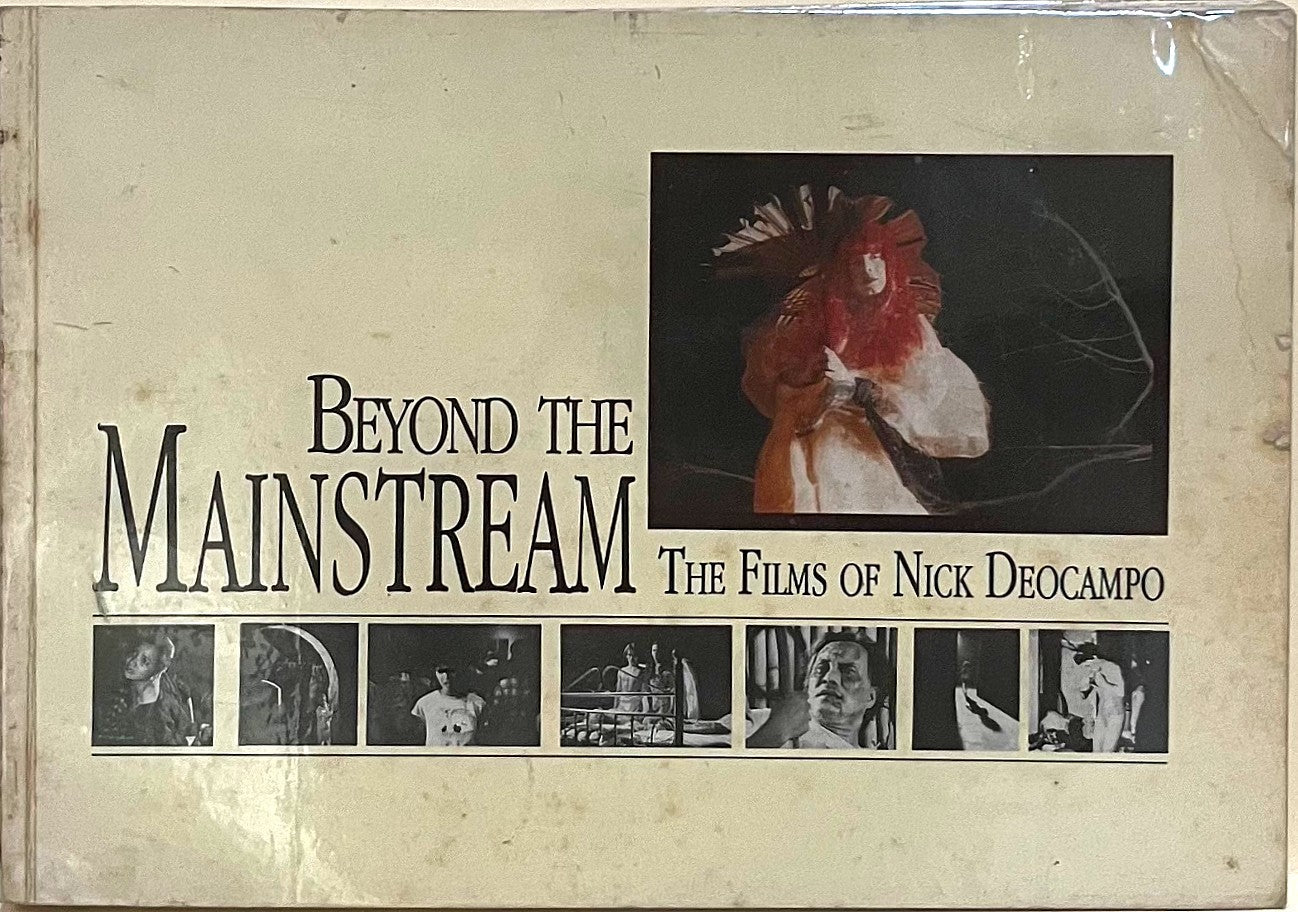 BEYOND THE
MAINSTREAM
THE FILMS OF NICK DEOCAMPO